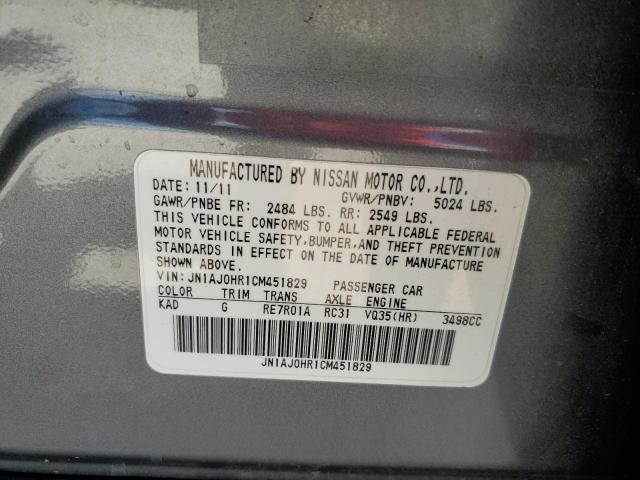 MANUFACTURED BY NISSAN MOTOR CO.,LTD.
DATE: 11/11 GVWR/PNBV: 5024 LBS.
GAWR/PNBE FR: 2484 LBS. RR: 2549 LBS.
THIS VEHICLE CONFORMS TO ALL APPLICABLE FEDERAL
MOTOR VEHICLE SAFETY,BUMPER,AND THEFT PREVENTION
STANDARDS IN EFFECT ON THE DATE OF MANUFACTURE
SHOWN ABOVE.
VIN: JN1AJ0HR1CM451829 PASSENGER CAR
COLOR TRIM TRANS AXLE ENGINE
KAD G RE7R01A RC31 VQ35(HR) 3498CC
JN1AJ0HR1CM451829